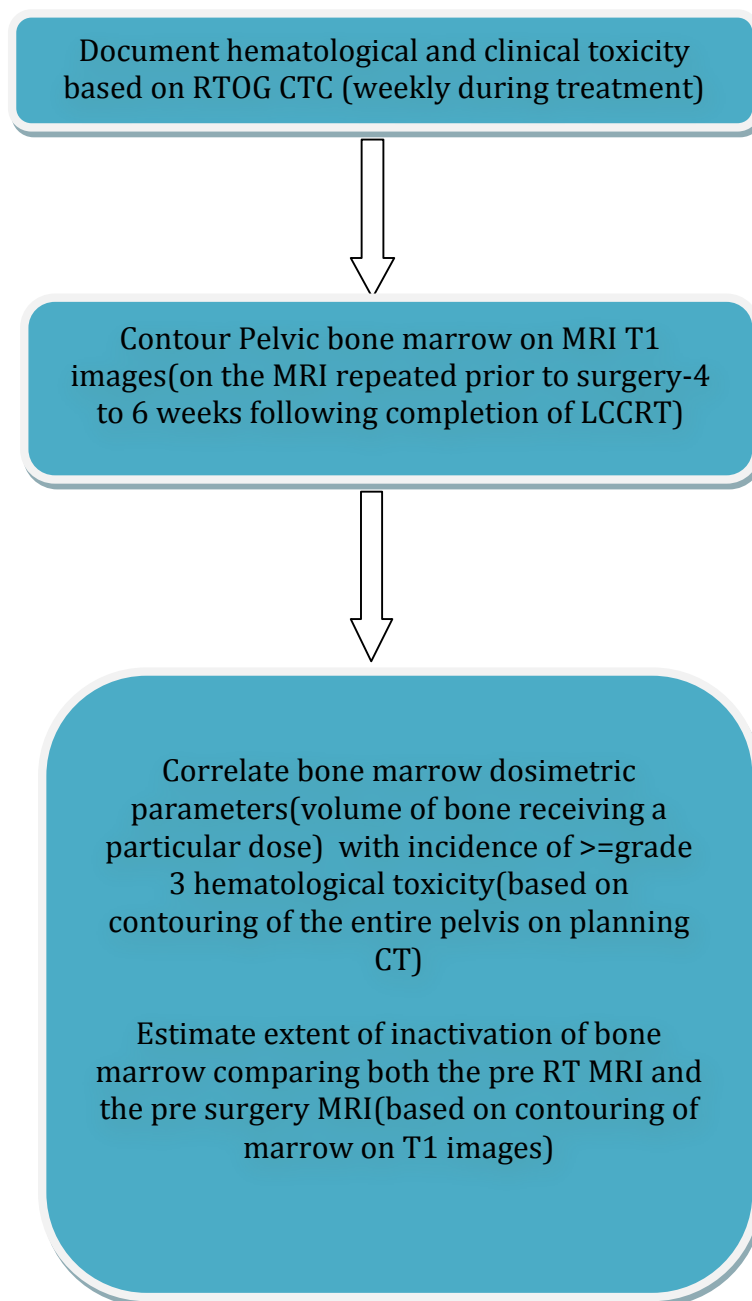 Document hematological and clinical toxicity
based on RTOG CTC (weekly during treatment)
Contour Pelvic bone marrow on MRI T1
images(on the MRI repeated prior to surgery-4
to 6 weeks following completion of LCCRT)
Correlate bone marrow dosimetric
parameters(volume of bone receiving a
particular dose) with incidence of >=grade
3 hematological toxicity(based on
contouring of the entire pelvis on planning
CT)
Estimate extent of inactivation of bone
marrow comparing both the pre RT MRI and
the pre surgery MRI(based on contouring of
marrow on T1 images)